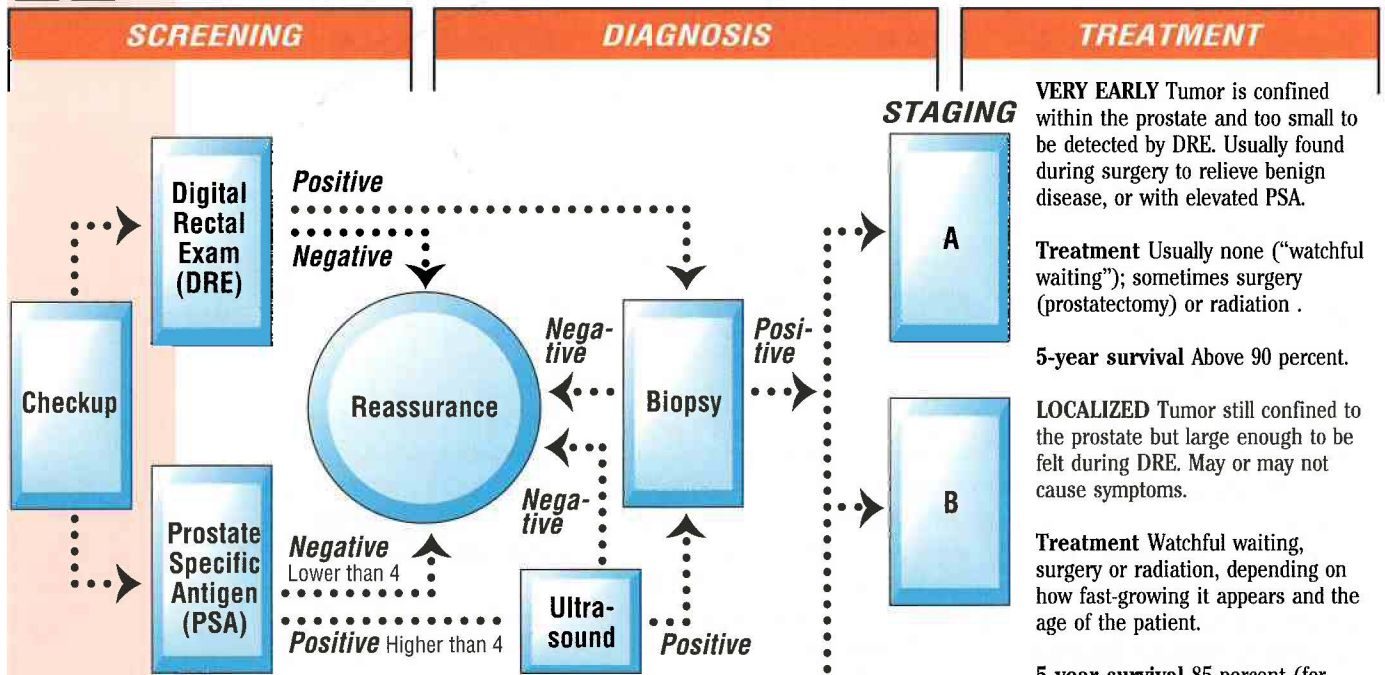 SCREENING
DIAGNOSIS
TREATMENT
Checkup
Digital
Rectal
Exam
(DRE)
Positive
Negative
Prostate
Specific
Antigen
(PSA)
Negative
Lower than 4
Positive Higher than 4
Reassurance
Ultra-
sound
Nega-
tive
Positive
Nega-
tive
Biopsy
Posi-
tive
STAGING
A
B
VERY EARLY Tumor is confined
within the prostate and too small to
be detected by DRE. Usually found
during surgery to relieve benign
disease, or with elevated PSA.
Treatment Usually none (“watchful
waiting”); sometimes surgery
(prostatectomy) or radiation .
5-year survival Above 90 percent.
LOCALIZED Tumor still confined to
the prostate but large enough to be
felt during DRE. May or may not
cause symptoms.
Treatment Watchful waiting,
surgery or radiation, depending on
how fast-growing it appears and the
age of the patient.
5-year survival 85 percent (for